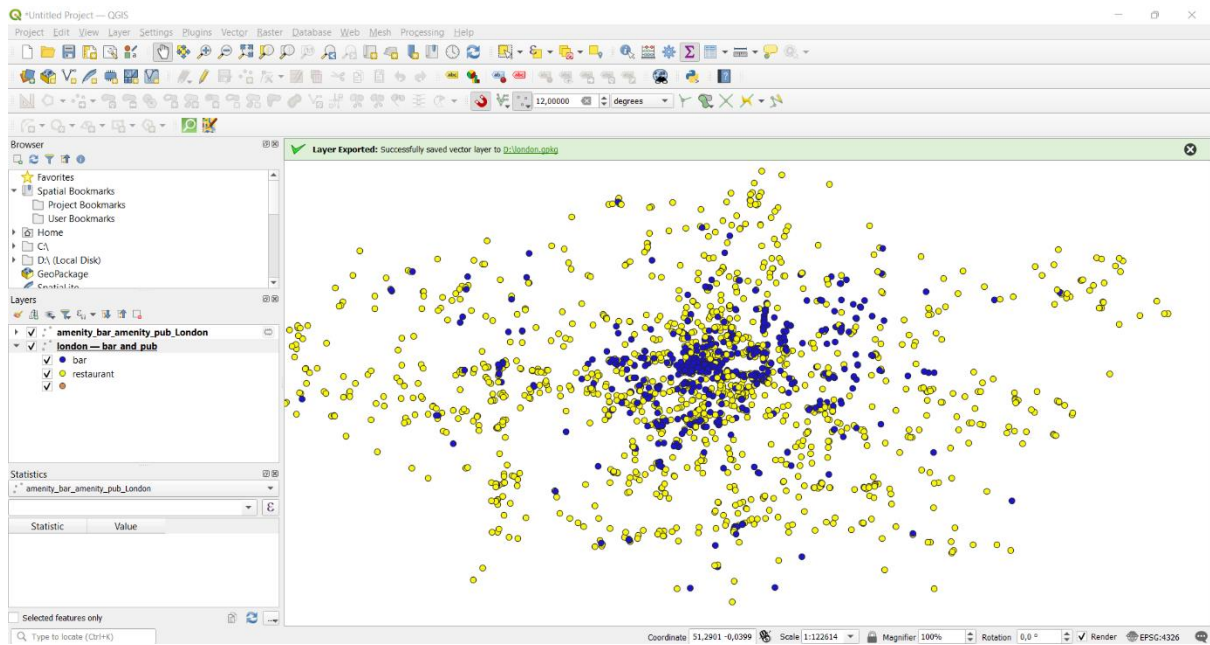 *Untitled Project — QGIS
Project Edit View Layer Settings Plugins Vector Raster Database Web Mesh Processing Help
12,00000 degrees
Browser
Layer Exported: Successfully saved vector layer to D:\london.gpkg
Favorites
Spatial Bookmarks
Project Bookmarks
User Bookmarks
Home
C:\
D:\ (Local Disk)
GeoPackage
SpatiaLite
Layers
amenity_bar_amenity_pub_London
london — bar and pub
bar
restaurant
Statistics
amenity_bar_amenity_pub_London
ε
Statistic Value
Selected features only
Type to locate (Ctrl+K) Coordinate 51,2901 -0,0399 Scale 1:122614 Magnifier 100% Rotation 0,0 ° Render EPSG:4326